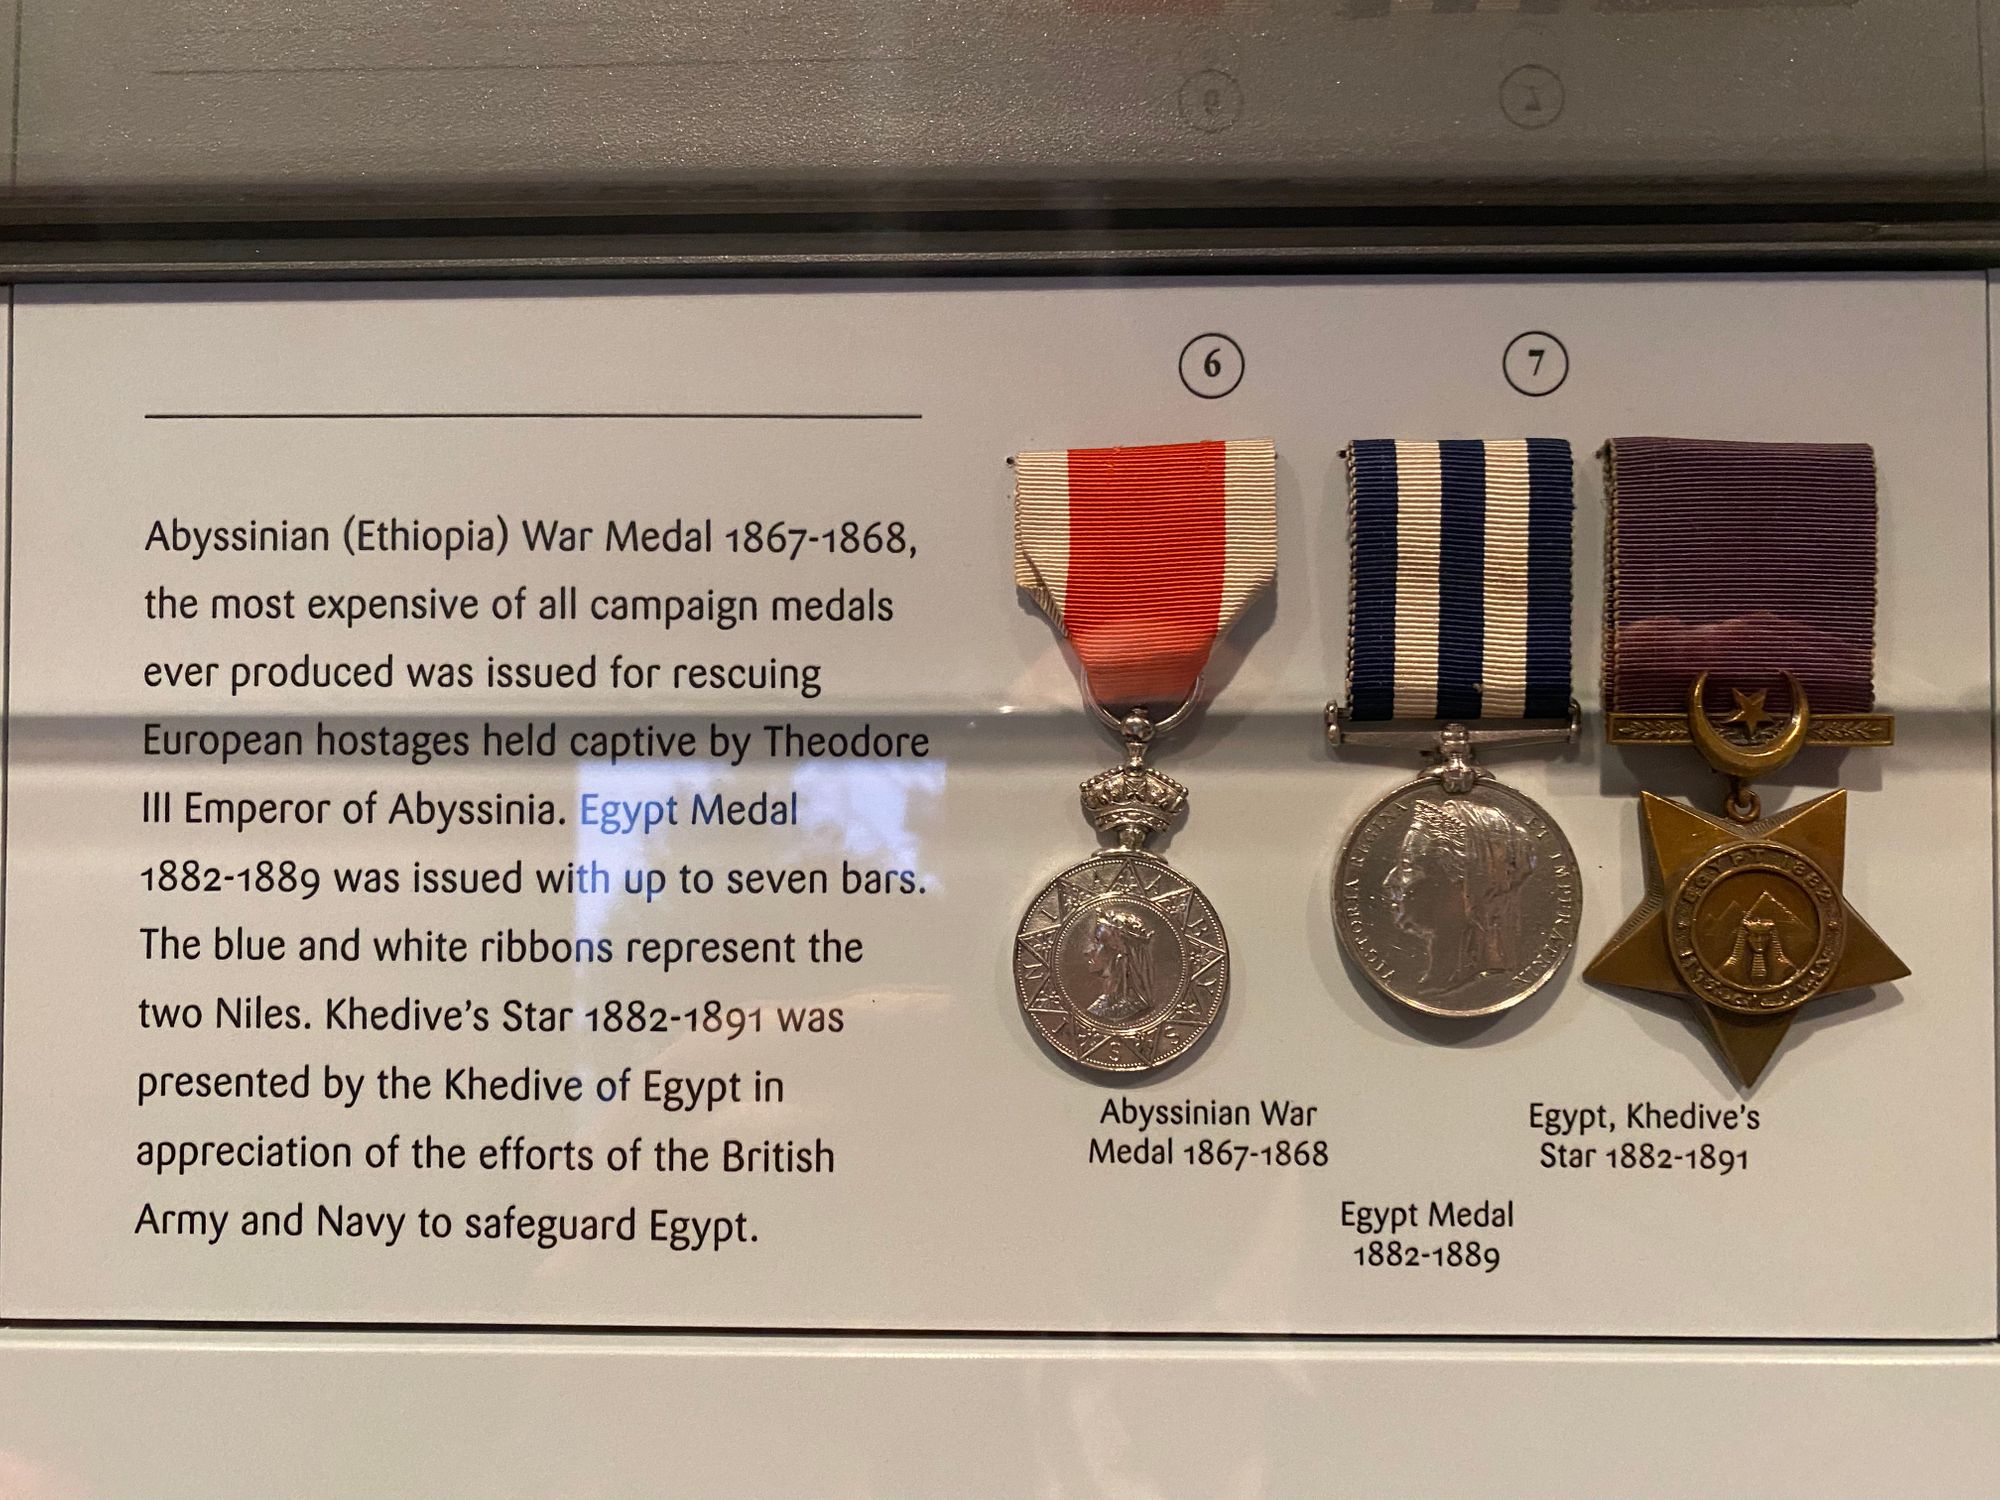 6
7
Abyssinian (Ethiopia) War Medal 1867-1868,
the most expensive of all campaign medals
ever produced was issued for rescuing
European hostages held captive by Theodore
III Emperor of Abyssinia. Egypt Medal
1882-1889 was issued with up to seven bars.
The blue and white ribbons represent the
two Niles. Khedive's Star 1882-1891 was
presented by the Khedive of Egypt in
appreciation of the efforts of the British
Army and Navy to safeguard Egypt.
ABYSSINIA
VICTORIA REGINA ET IMPERATRIX
EGYPT 1882
Abyssinian War
Medal 1867-1868
Egypt Medal
1882-1889
Egypt, Khedive's
Star 1882-1891